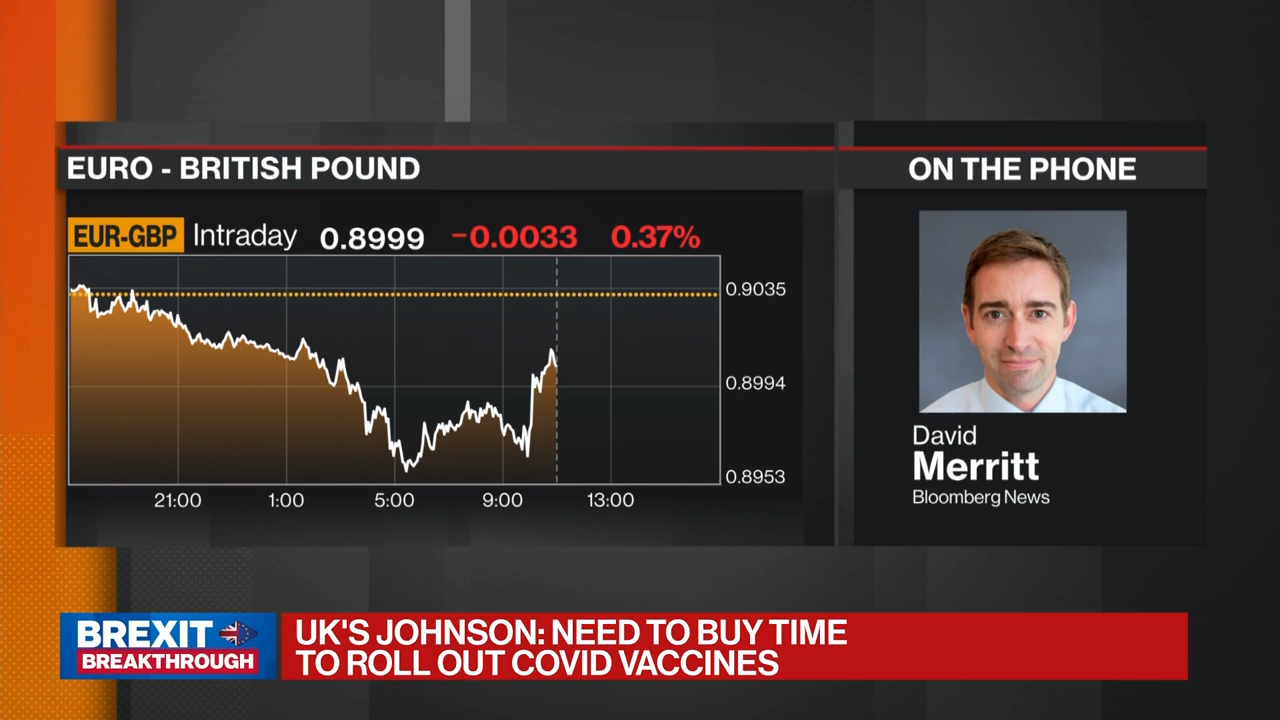 EURO - BRITISH POUND
EUR-GBP Intraday 0.8999 -0.0033 0.37%
0.9035
0.8994
0.8953
21:00 1:00 5:00 9:00 13:00
ON THE PHONE
David
Merritt
Bloomberg News
BREXIT
BREAKTHROUGH
UK'S JOHNSON: NEED TO BUY TIME
TO ROLL OUT COVID VACCINES